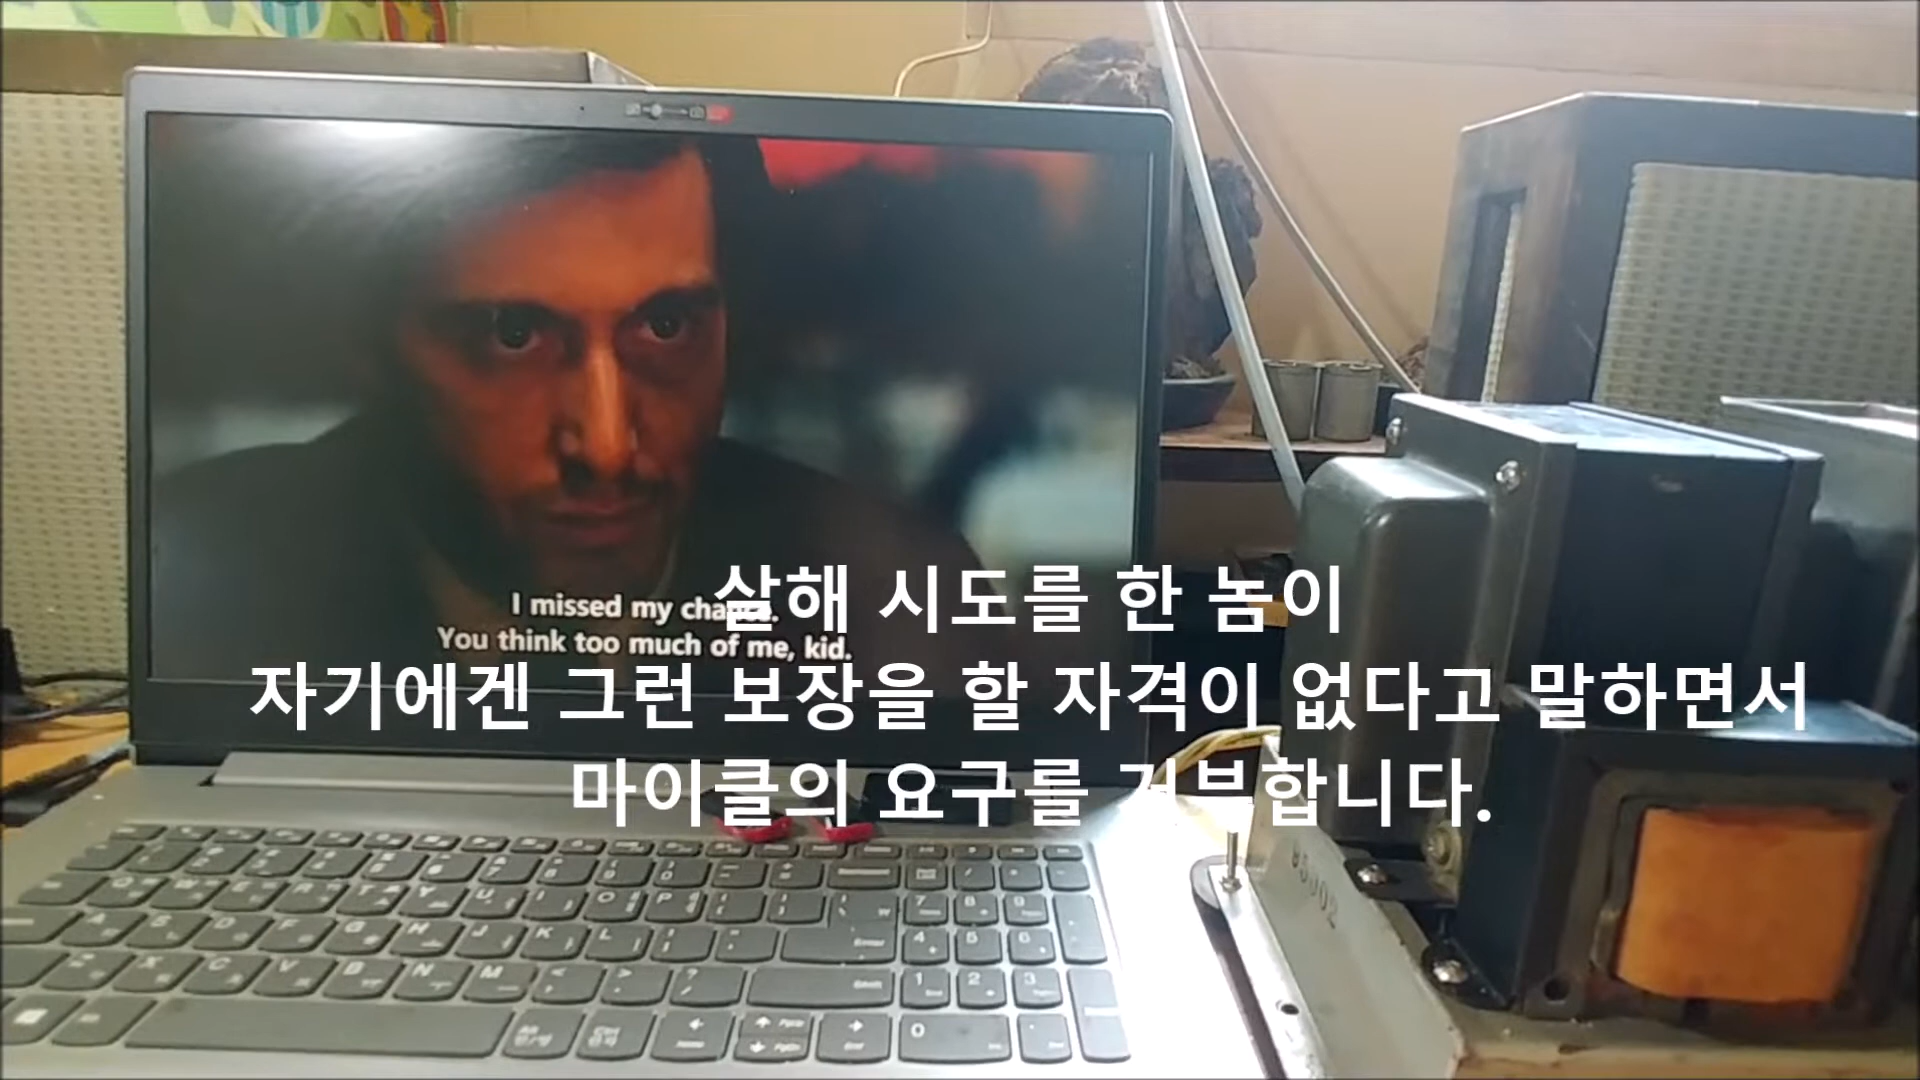 I missed my chance.
You think too much of me, kid.
살해 시도를 한 놈이
자기에겐 그런 보장을 할 자격이 없다고 말하면서
마이클의 요구를 거부합니다.
85002